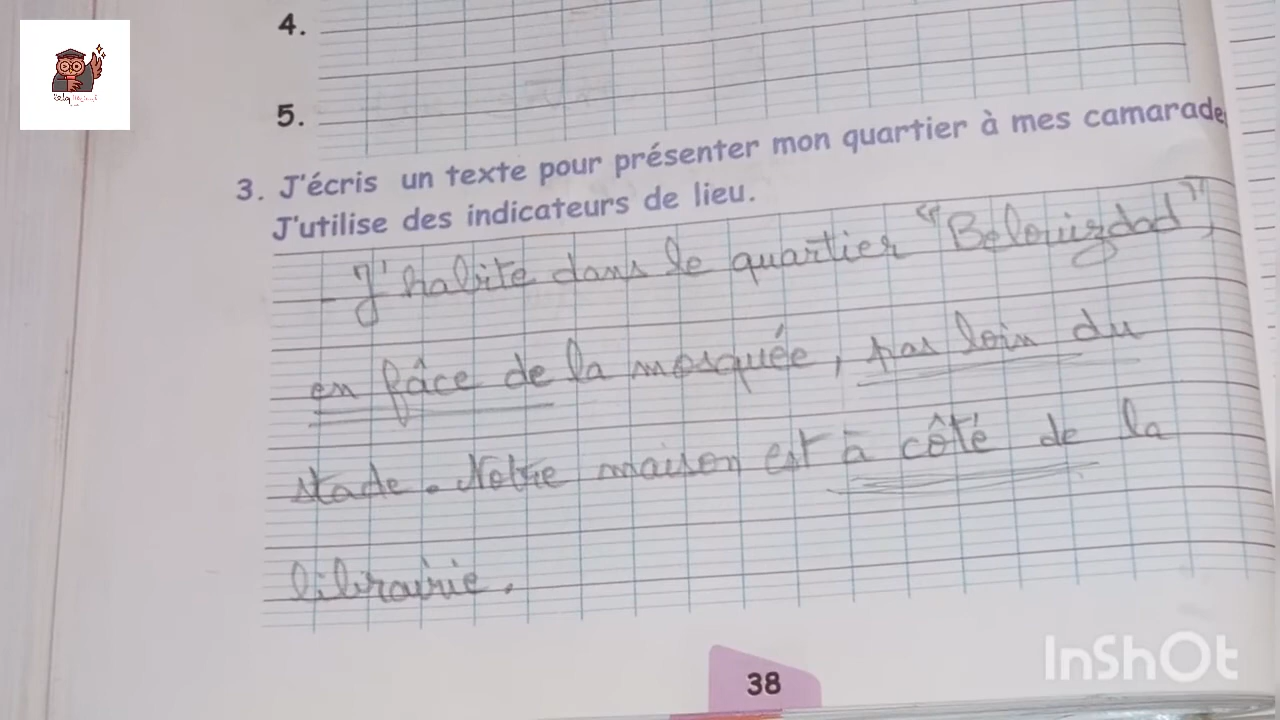 4.
5.
3. J'écris un texte pour présenter mon quartier à mes camarade
J'utilise des indicateurs de lieu.
- J'habite dans le quartier "Belouizdad",
en fâce de la mosquée, pas loin du
stade. Notre maison est à côté de la
librairie.
38
InShOt